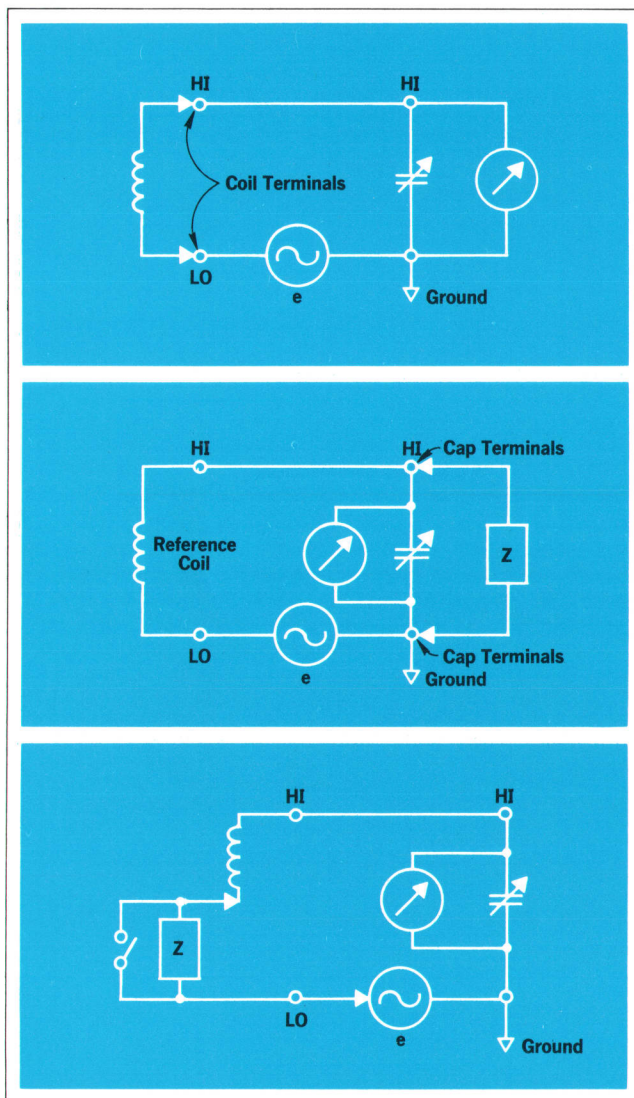 HI
HI
Coil Terminals
LO
e
Ground
HI
HI
Cap Terminals
Reference
Coil
Z
LO
e
Cap Terminals
Ground
HI
HI
Z
LO
e
Ground